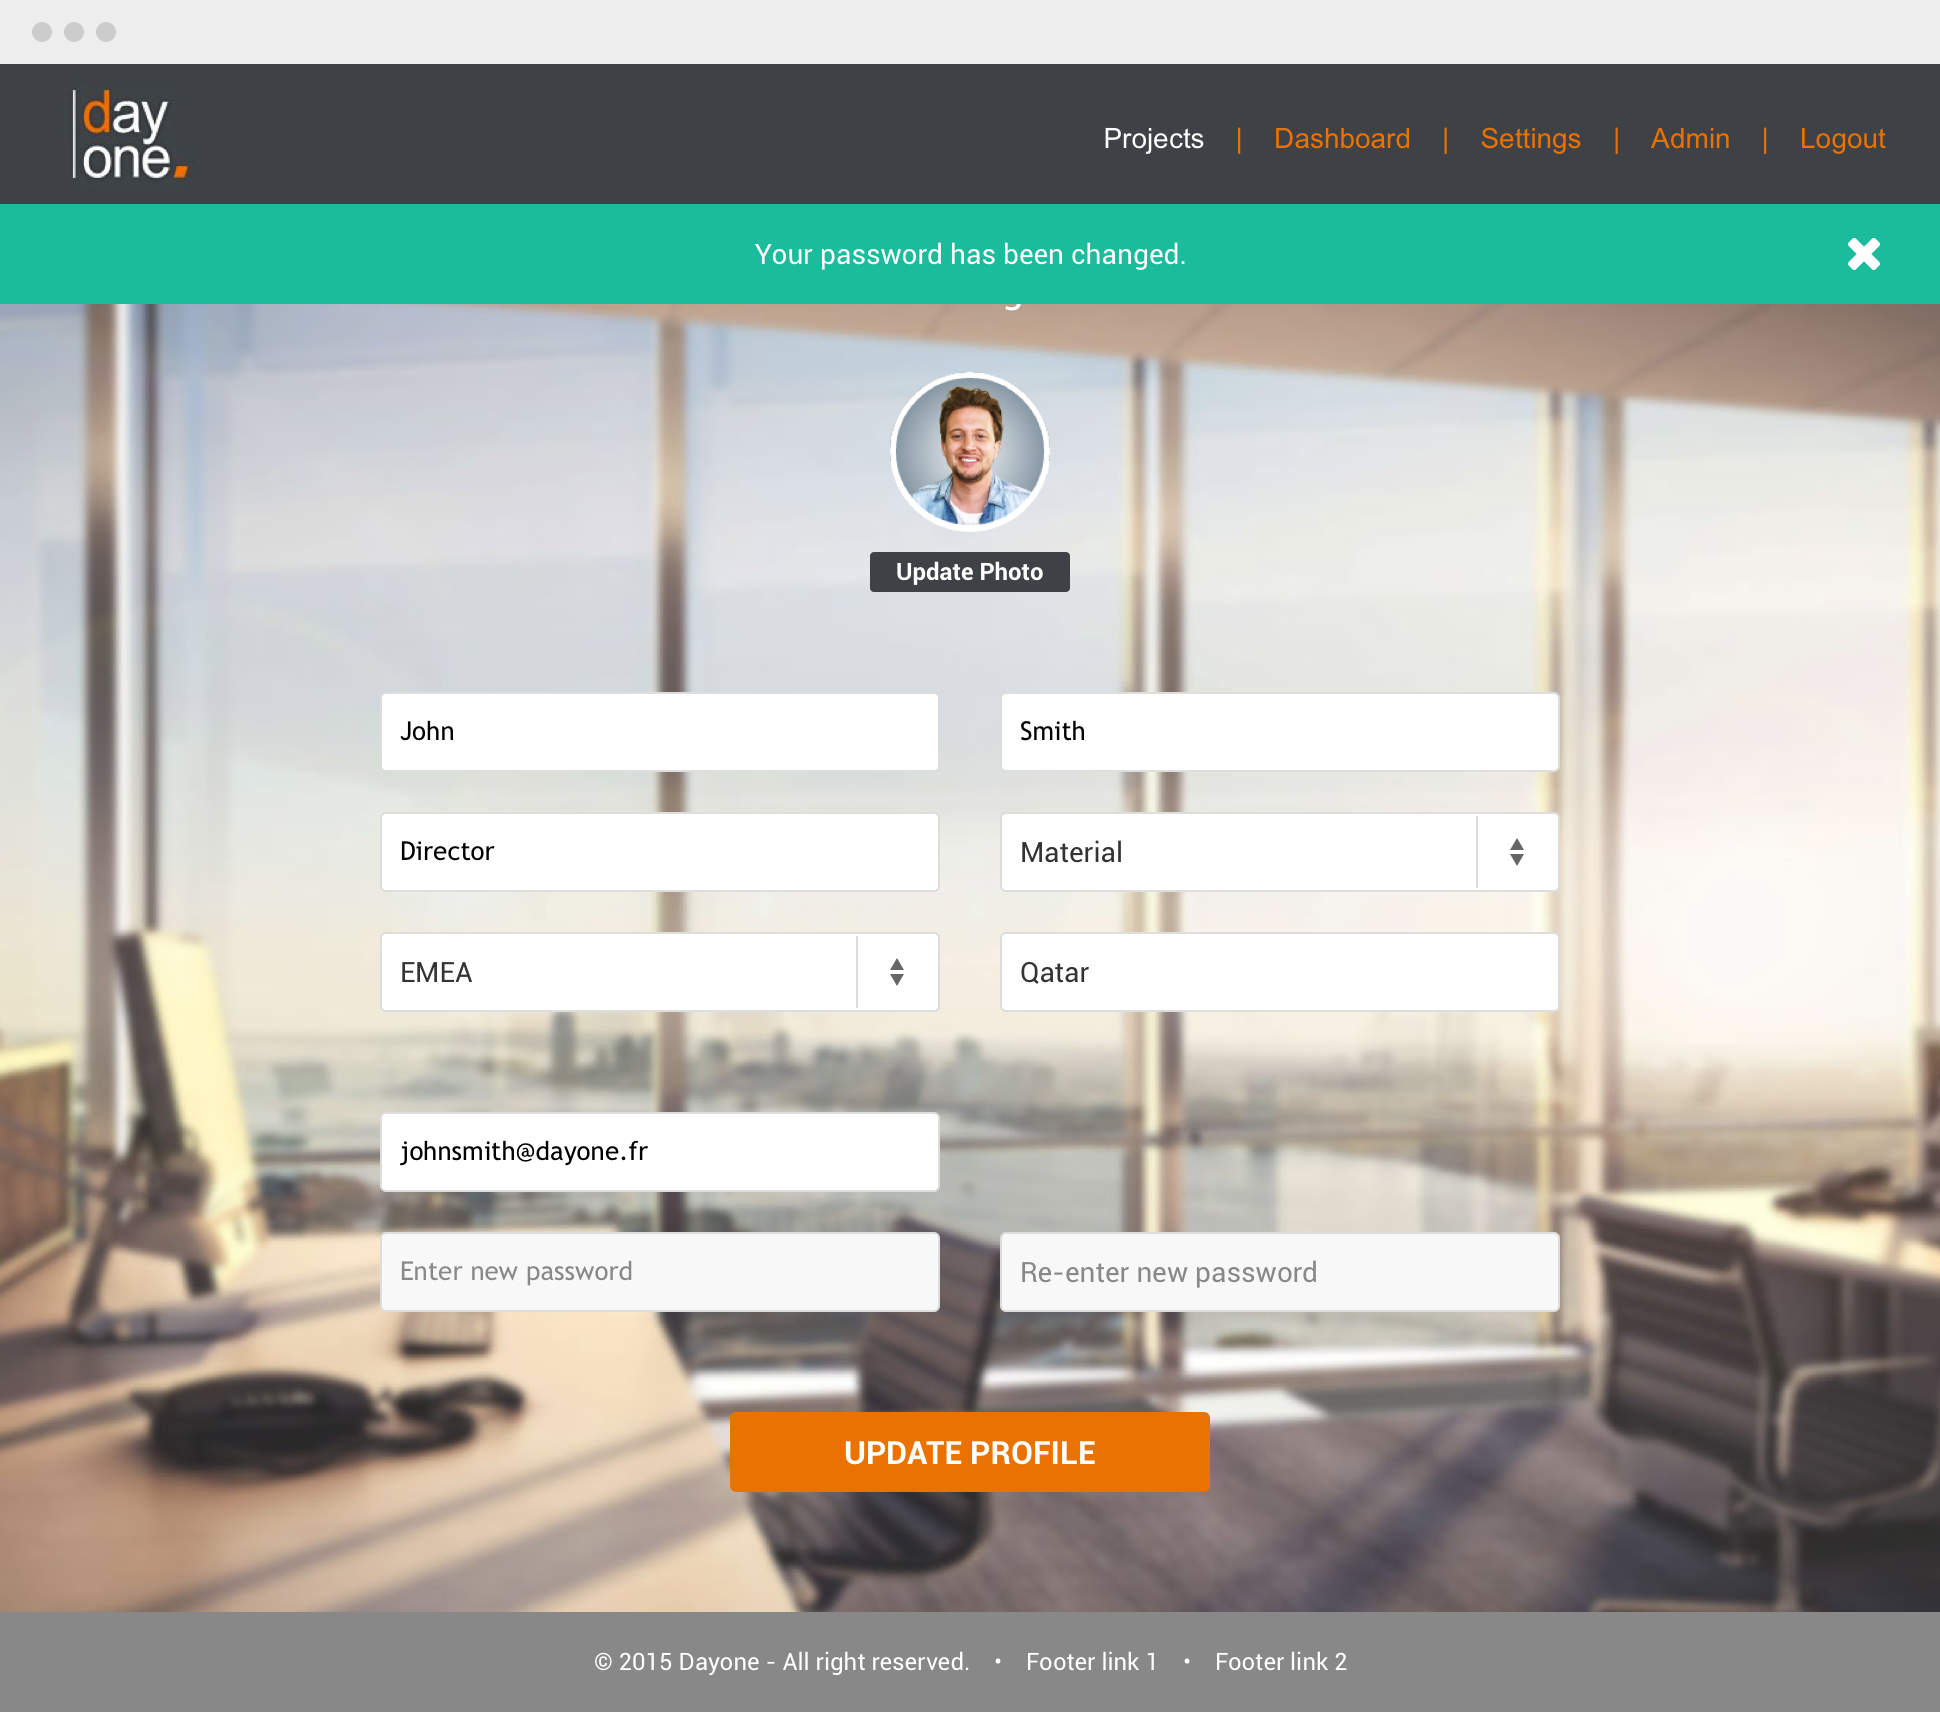 day
one.
Projects | Dashboard | Settings | Admin | Logout
Your password has been changed.
Update Photo
John
Smith
Director
Material
EMEA
Qatar
johnsmith@dayone.fr
Enter new password
Re-enter new password
UPDATE PROFILE
© 2015 Dayone - All right reserved. • Footer link 1 • Footer link 2